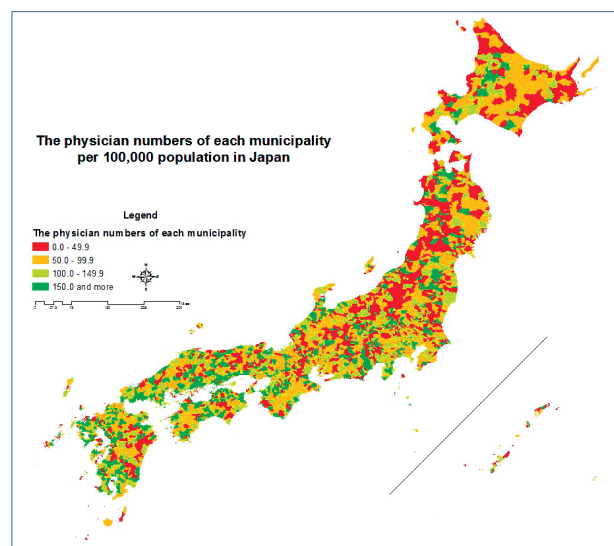 The physician numbers of each municipality
per 100,000 population in Japan
Legend
The physician numbers of each municipality
0.0 - 49.9
50.0 - 99.9
100.0 - 149.9
150.0 and more
N
W E
S
0